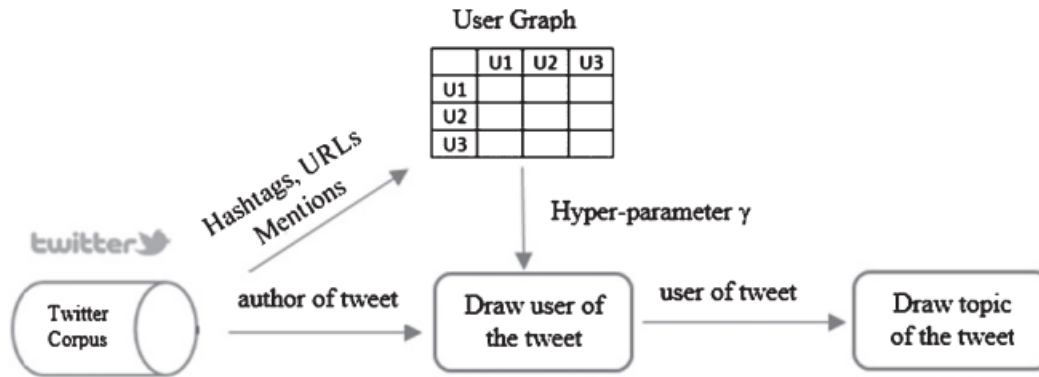 User Graph
U1 U2 U3
U1
U2
U3
Hashtags, URLs
Mentions
Hyper-parameter γ
twitter
Twitter
Corpus
author of tweet
Draw user of
the tweet
user of tweet
Draw topic
of the tweet